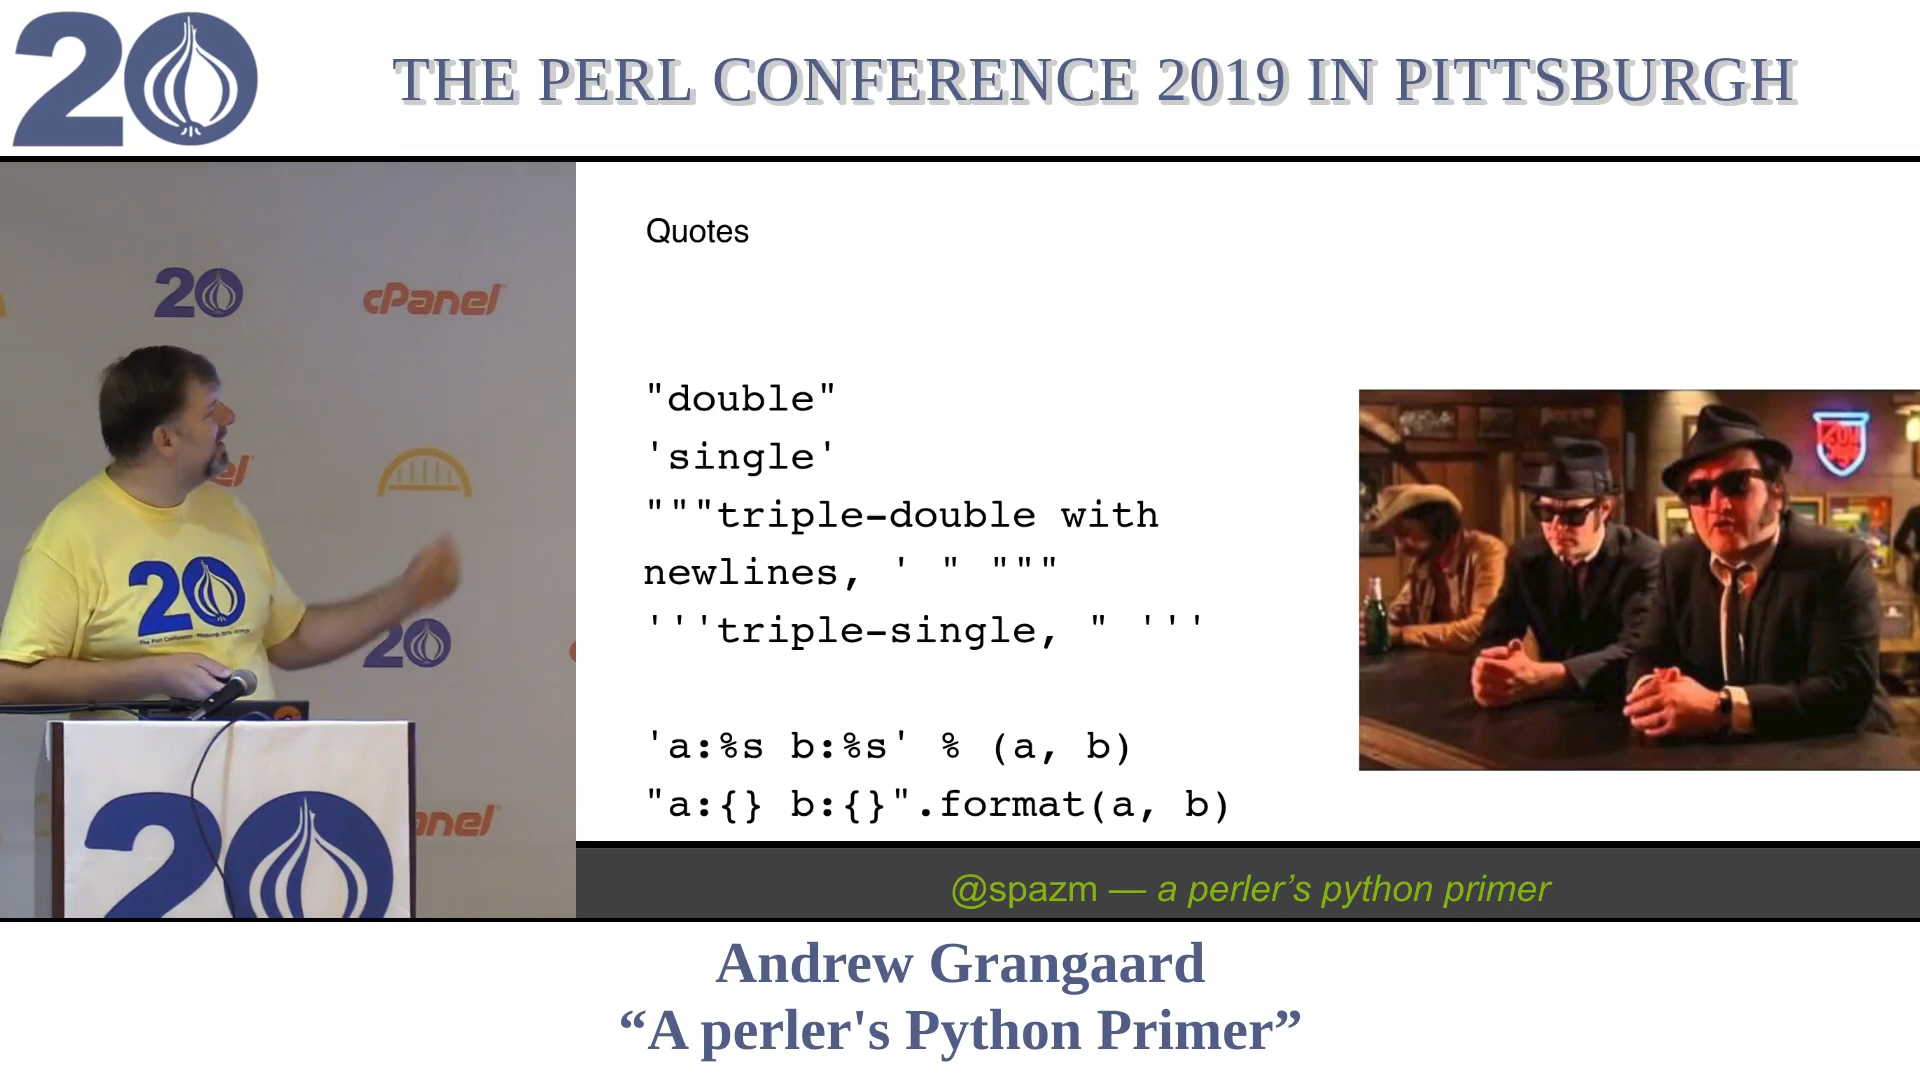 20
THE PERL CONFERENCE 2019 IN PITTSBURGH
20
cPanel
20
20
nel
20
Quotes
"double"
'single'
"""triple-double with
newlines, ' " """
'''triple-single, " '''
'a:%s b:%s' % (a, b)
"a:{} b:{}".format(a, b)
@spazm — a perler’s python primer
Andrew Grangaard
“A perler's Python Primer”